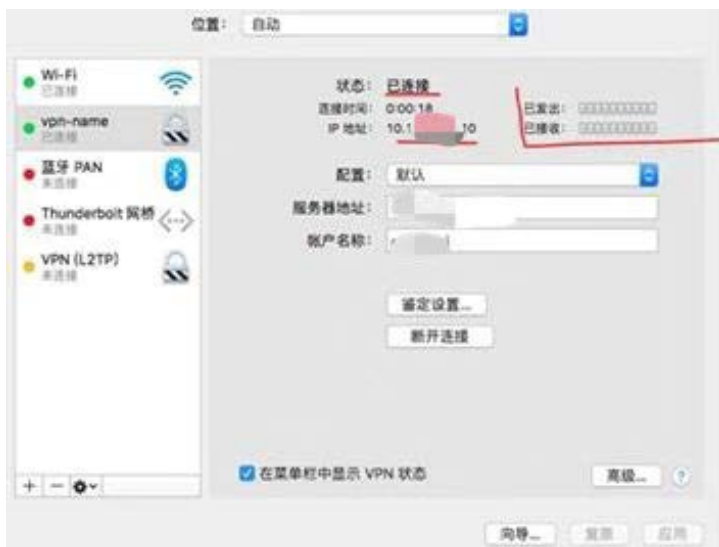 位置: 自动
Wi-Fi
已连接
vpn-name
已连接
蓝牙 PAN
未连接
Thunderbolt 网桥
未连接
VPN (L2TP)
未连接
状态: 已连接
连接时间: 0:00:18
已发出:
IP 地址: 10.1 10
已接收:
配置: 默认
服务器地址:
帐户名称:
鉴定设置...
断开连接
在菜单栏中显示 VPN 状态
高级...
?
向导...
复原
应用